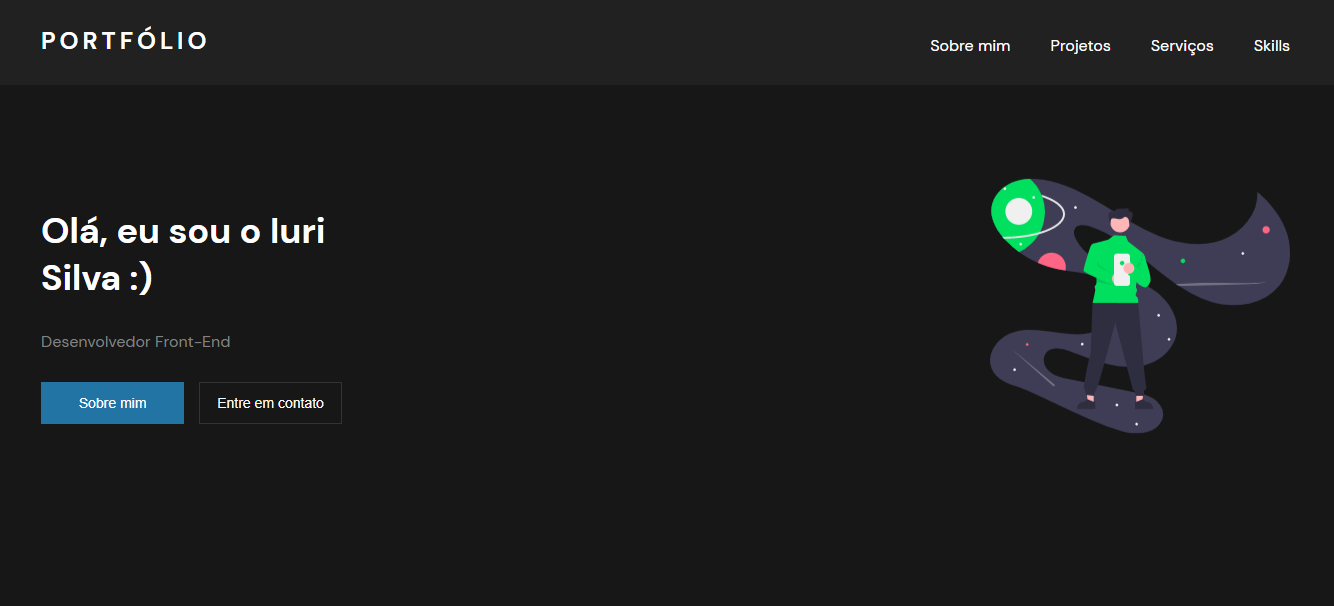 PORTFÓLIO
Sobre mim Projetos Serviços Skills
Olá, eu sou o Iuri
Silva :)
Desenvolvedor Front-End
Sobre mim Entre em contato